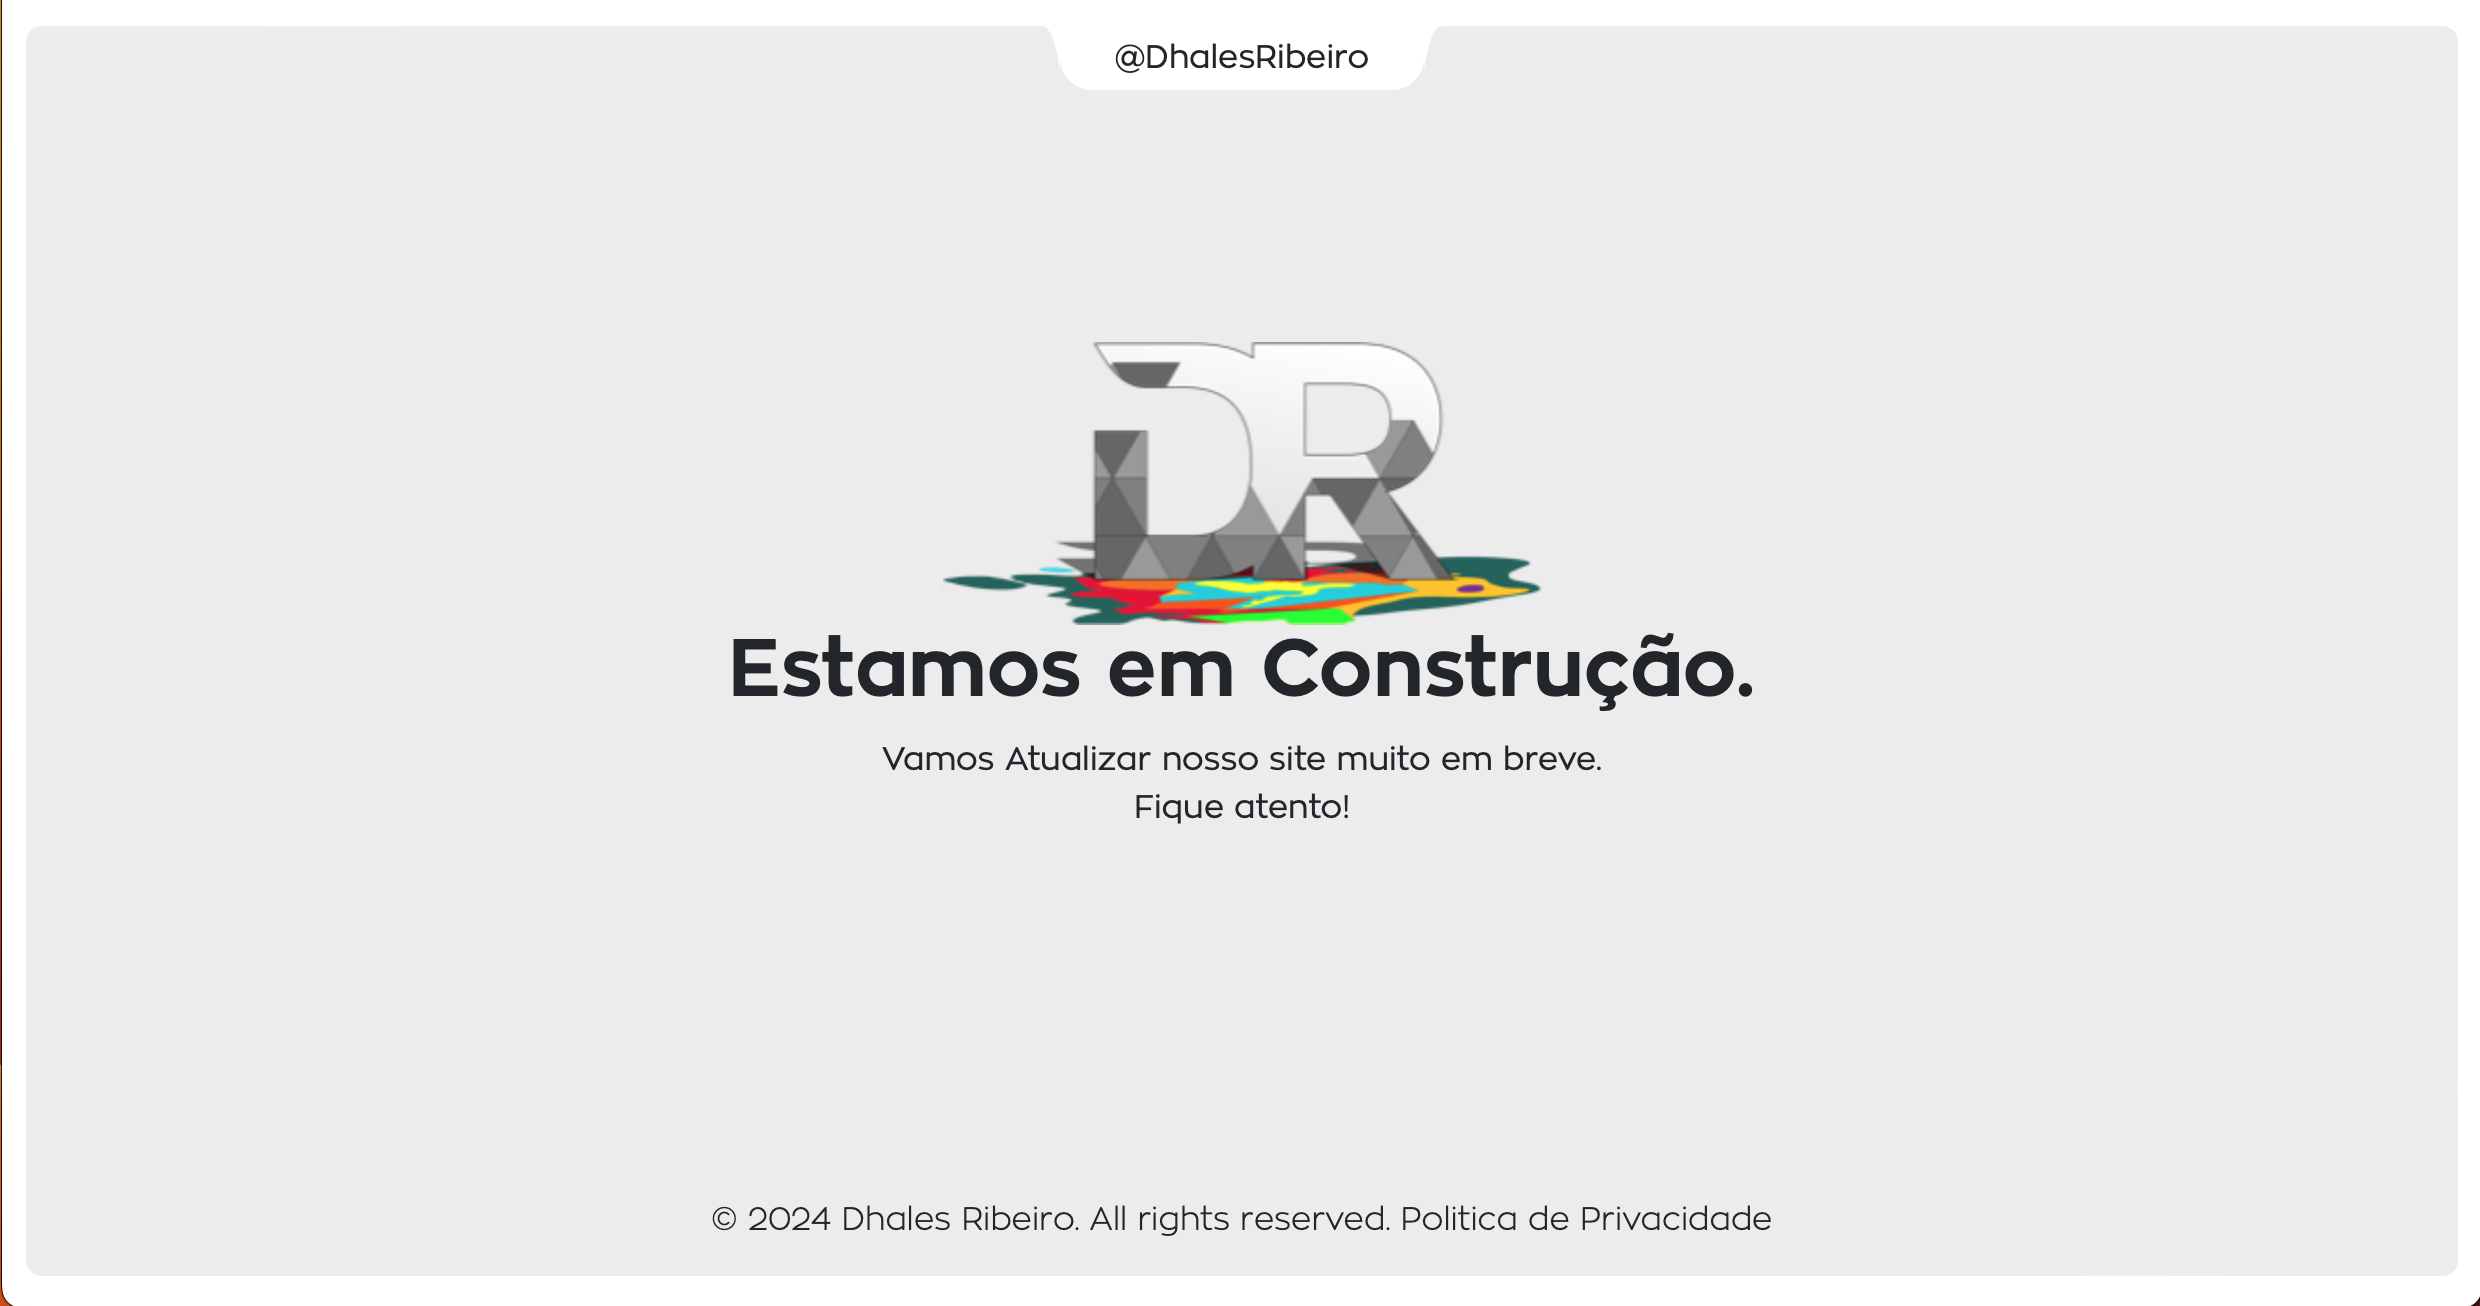 @DhalesRibeiro
DR
Estamos em Construção.
Vamos Atualizar nosso site muito em breve.
Fique atento!
© 2024 Dhales Ribeiro. All rights reserved. Politica de Privacidade